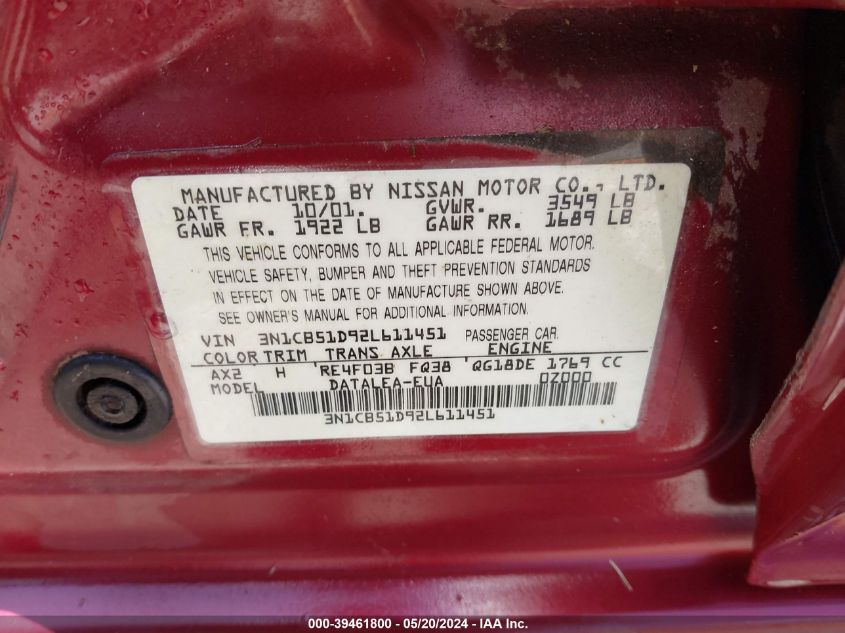 MANUFACTURED BY NISSAN MOTOR CO., LTD.
DATE 10/01. GVWR. 3549 LB
GAWR FR. 1922 LB GAWR RR. 1689 LB
THIS VEHICLE CONFORMS TO ALL APPLICABLE FEDERAL MOTOR
VEHICLE SAFETY, BUMPER AND THEFT PREVENTION STANDARDS
IN EFFECT ON THE DATE OF MANUFACTURE SHOWN ABOVE.
SEE OWNER'S MANUAL FOR ADDITIONAL INFORMATION.
VIN 3N1CB51D92L611451 PASSENGER CAR
COLOR TRIM TRANS AXLE ENGINE
AX2 H RE4F03B FQ38 QG18DE 1769 CC
MODEL DATALEA-EUA 0Z000
3N1CB51D92L611451
000-39461800 - 05/20/2024 - IAA Inc.